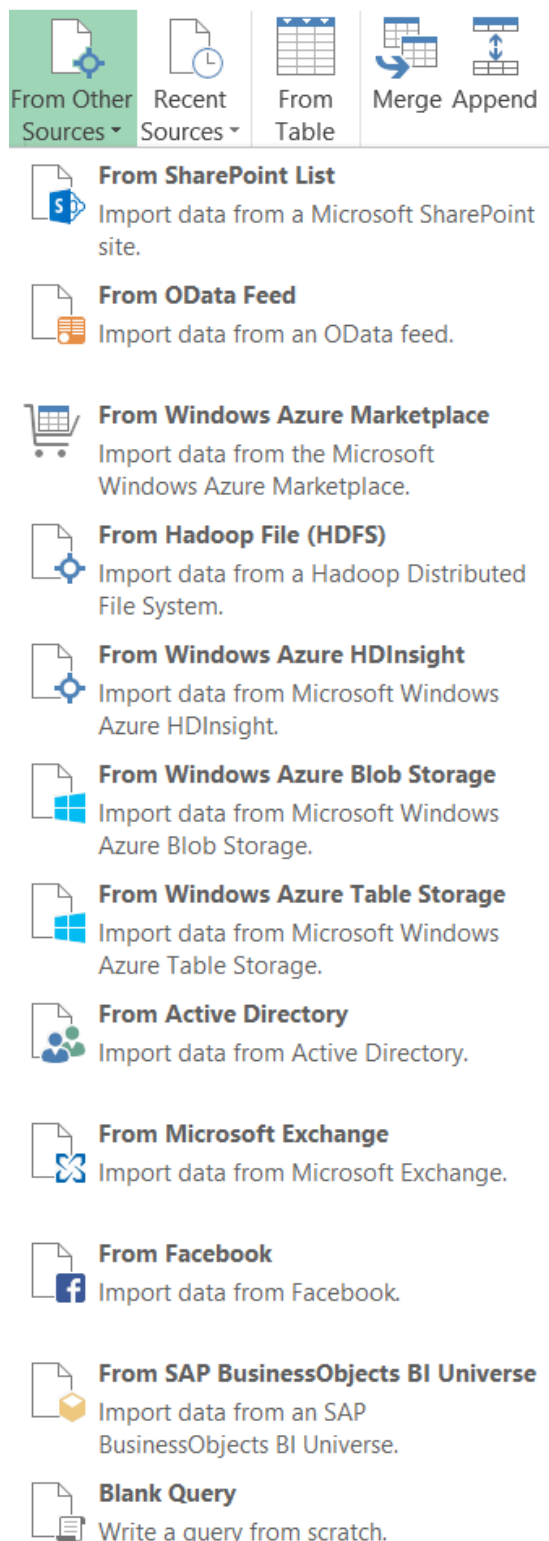 From Other Sources
Recent Sources
From Table
Merge
Append
From SharePoint List
Import data from a Microsoft SharePoint
site.
From OData Feed
Import data from an OData feed.
From Windows Azure Marketplace
Import data from the Microsoft
Windows Azure Marketplace.
From Hadoop File (HDFS)
Import data from a Hadoop Distributed
File System.
From Windows Azure HDInsight
Import data from Microsoft Windows
Azure HDInsight.
From Windows Azure Blob Storage
Import data from Microsoft Windows
Azure Blob Storage.
From Windows Azure Table Storage
Import data from Microsoft Windows
Azure Table Storage.
From Active Directory
Import data from Active Directory.
From Microsoft Exchange
Import data from Microsoft Exchange.
From Facebook
Import data from Facebook.
From SAP BusinessObjects BI Universe
Import data from an SAP
BusinessObjects BI Universe.
Blank Query
Write a query from scratch.